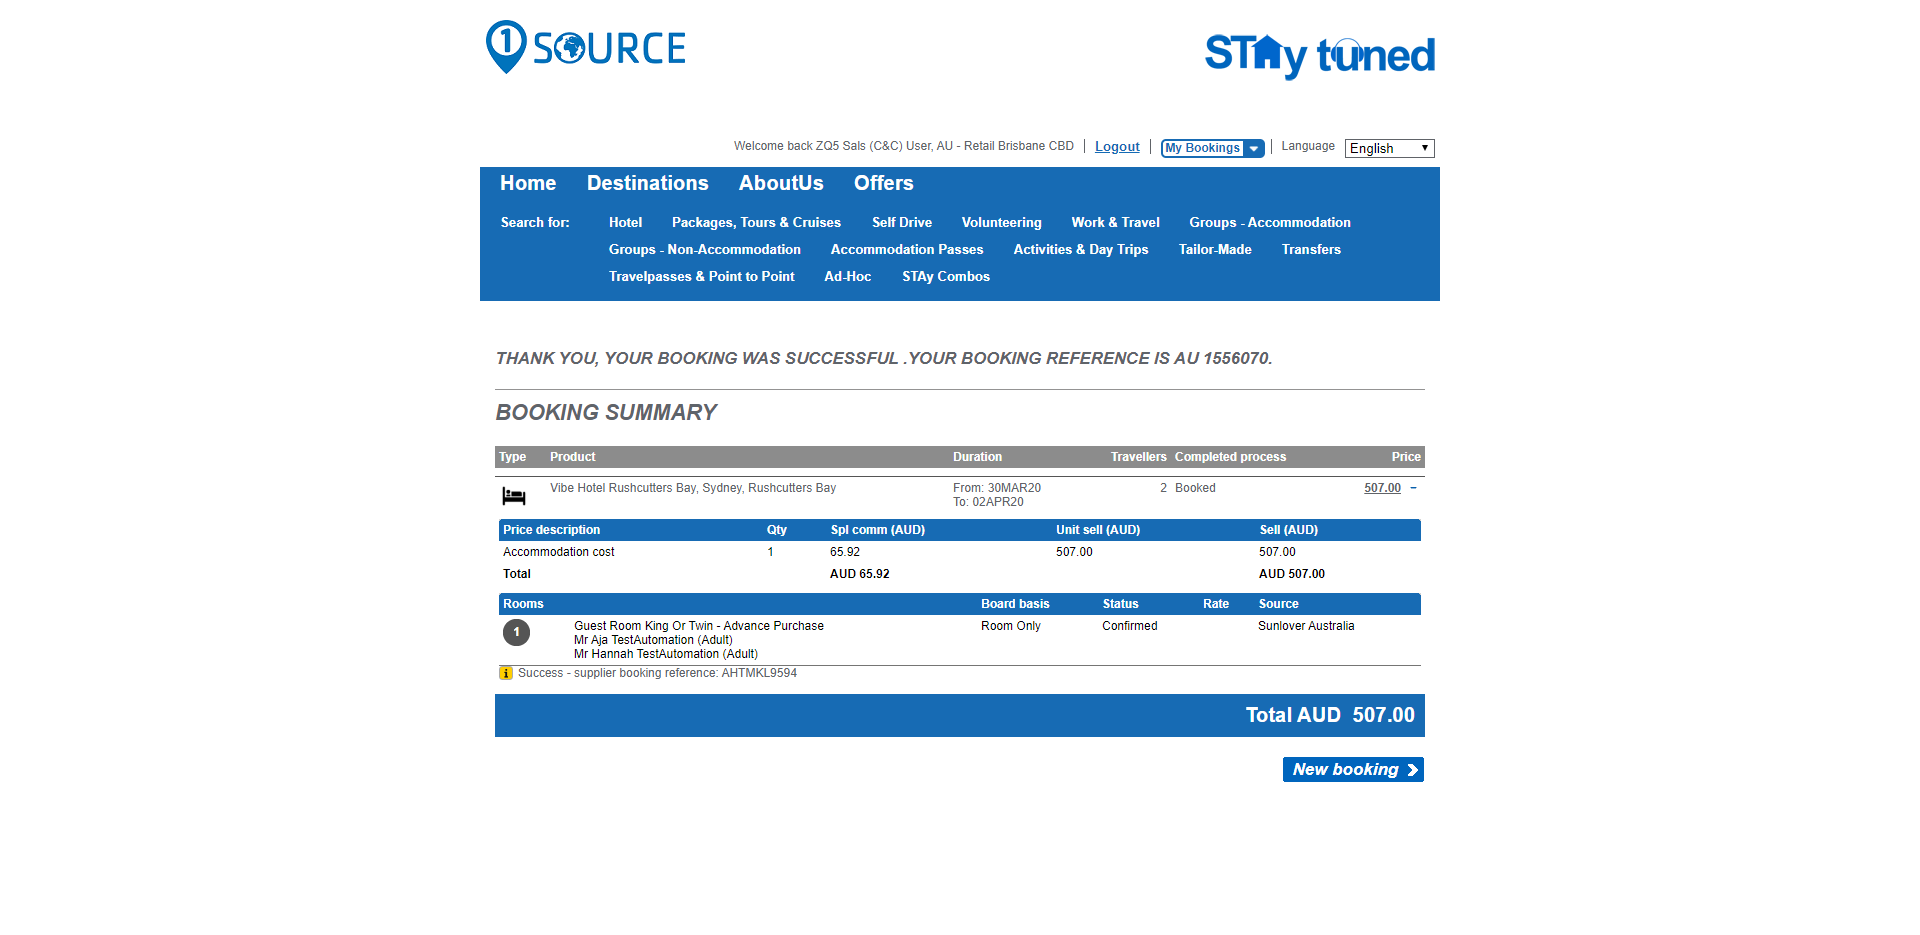 1 SOURCE
STAy tuned
Welcome back ZQ5 Sals (C&C) User, AU - Retail Brisbane CBD Logout My Bookings Language English
Home Destinations AboutUs Offers
Search for: Hotel Packages, Tours & Cruises Self Drive Volunteering Work & Travel Groups - Accommodation
Groups - Non-Accommodation Accommodation Passes Activities & Day Trips Tailor-Made Transfers
Travelpasses & Point to Point Ad-Hoc STAy Combos
THANK YOU, YOUR BOOKING WAS SUCCESSFUL .YOUR BOOKING REFERENCE IS AU 1556070.
BOOKING SUMMARY
Type Product Duration Travellers Completed process Price
Vibe Hotel Rushcutters Bay, Sydney, Rushcutters Bay From: 30MAR20 2 Booked 507.00 –
To: 02APR20
Price description Qty Spl comm (AUD) Unit sell (AUD) Sell (AUD)
Accommodation cost 1 65.92 507.00 507.00
Total AUD 65.92 AUD 507.00
Rooms Board basis Status Rate Source
1 Guest Room King Or Twin - Advance Purchase Room Only Confirmed Sunlover Australia
Mr Aja TestAutomation (Adult)
Mr Hannah TestAutomation (Adult)
i Success - supplier booking reference: AHTMKL9594
Total AUD 507.00
New booking